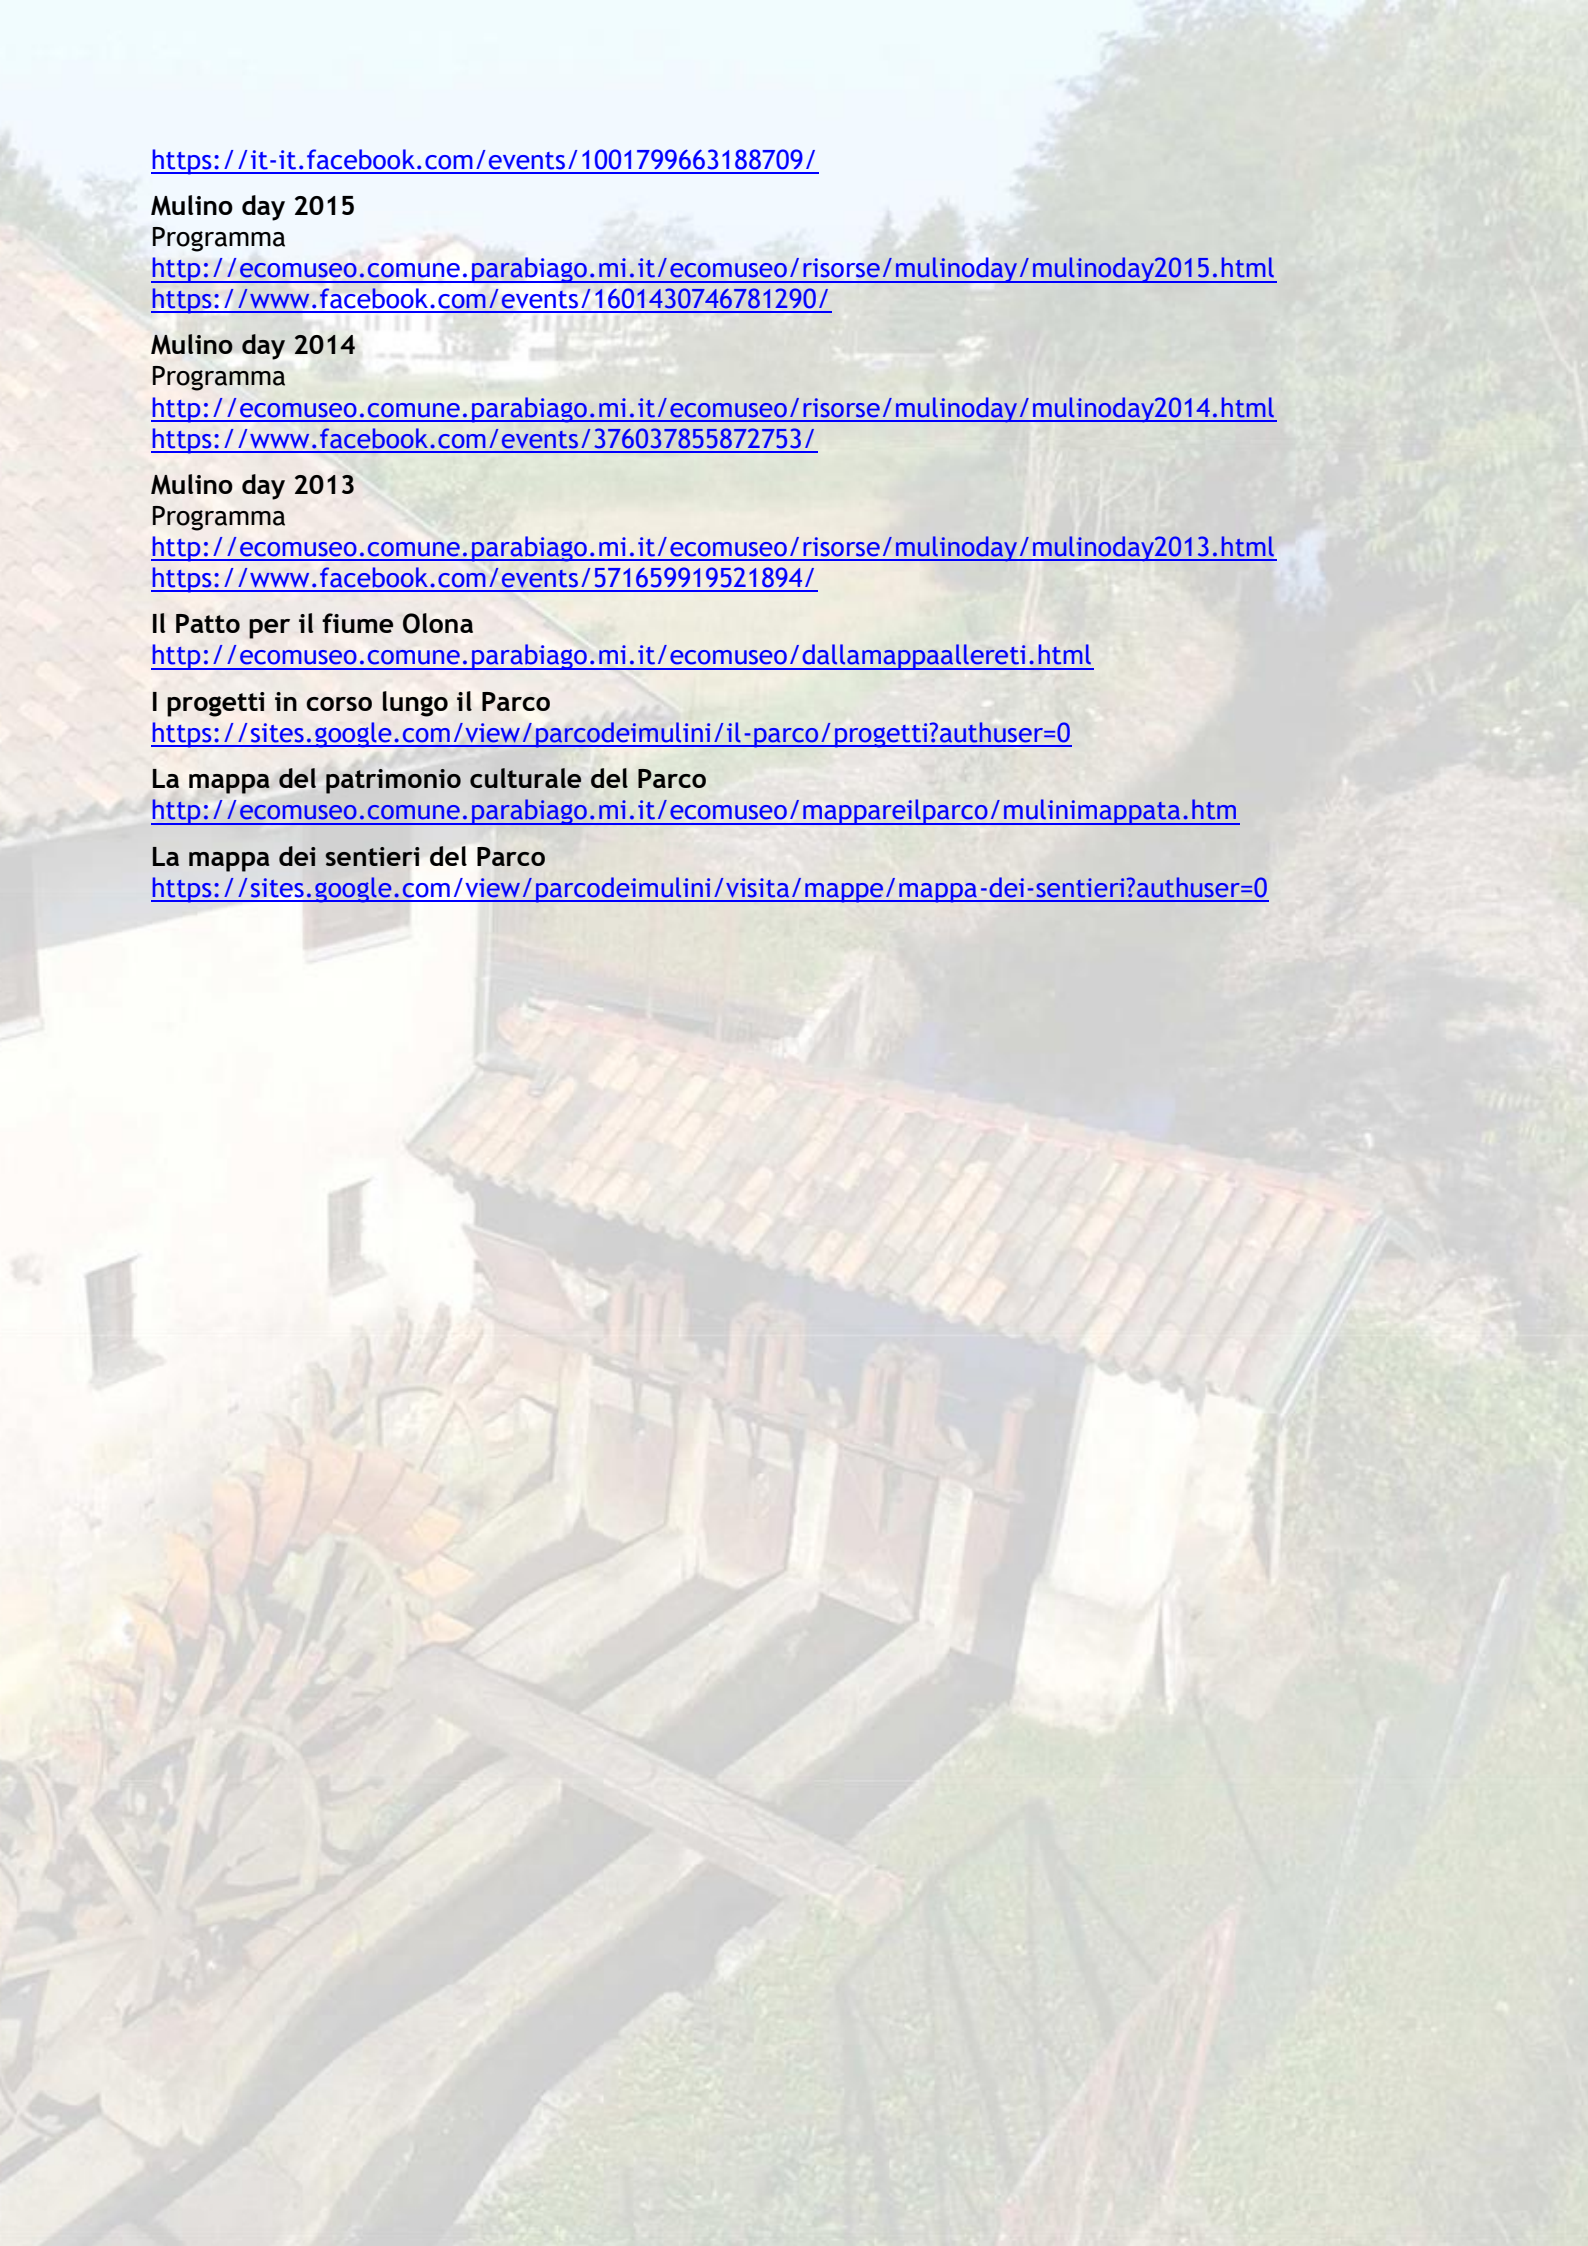 https://it-it.facebook.com/events/1001799663188709/
Mulino day 2015
Programma
http://ecomuseo.comune.parabiago.mi.it/ecomuseo/risorse/mulinoday/mulinoday2015.html
https://www.facebook.com/events/1601430746781290/
Mulino day 2014
Programma
http://ecomuseo.comune.parabiago.mi.it/ecomuseo/risorse/mulinoday/mulinoday2014.html
https://www.facebook.com/events/376037855872753/
Mulino day 2013
Programma
http://ecomuseo.comune.parabiago.mi.it/ecomuseo/risorse/mulinoday/mulinoday2013.html
https://www.facebook.com/events/571659919521894/
Il Patto per il fiume Olona
http://ecomuseo.comune.parabiago.mi.it/ecomuseo/dallamappaallereti.html
I progetti in corso lungo il Parco
https://sites.google.com/view/parcodeimulini/il-parco/progetti?authuser=0
La mappa del patrimonio culturale del Parco
http://ecomuseo.comune.parabiago.mi.it/ecomuseo/mappareilparco/mulinimappata.htm
La mappa dei sentieri del Parco
https://sites.google.com/view/parcodeimulini/visita/mappe/mappa-dei-sentieri?authuser=0